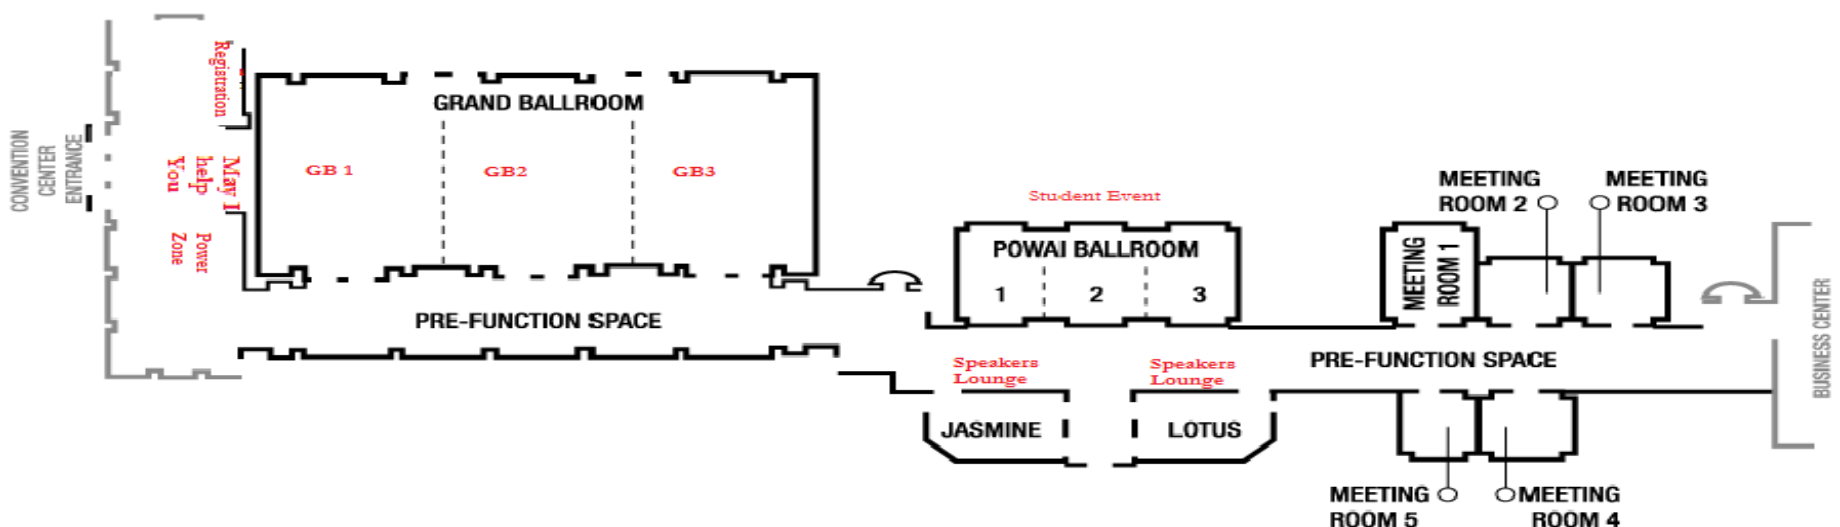 CONVENTION
CENTER
ENTRANCE
Registration
May I
help
You
Power
Zone
GRAND BALLROOM
GB 1
GB2
GB3
PRE-FUNCTION SPACE
Student Event
POWAI BALLROOM
1
2
3
Speakers
Lounge
Speakers
Lounge
JASMINE
LOTUS
MEETING
ROOM 1
MEETING
ROOM 2
MEETING
ROOM 3
PRE-FUNCTION SPACE
MEETING
ROOM 5
MEETING
ROOM 4
BUSINESS CENTER